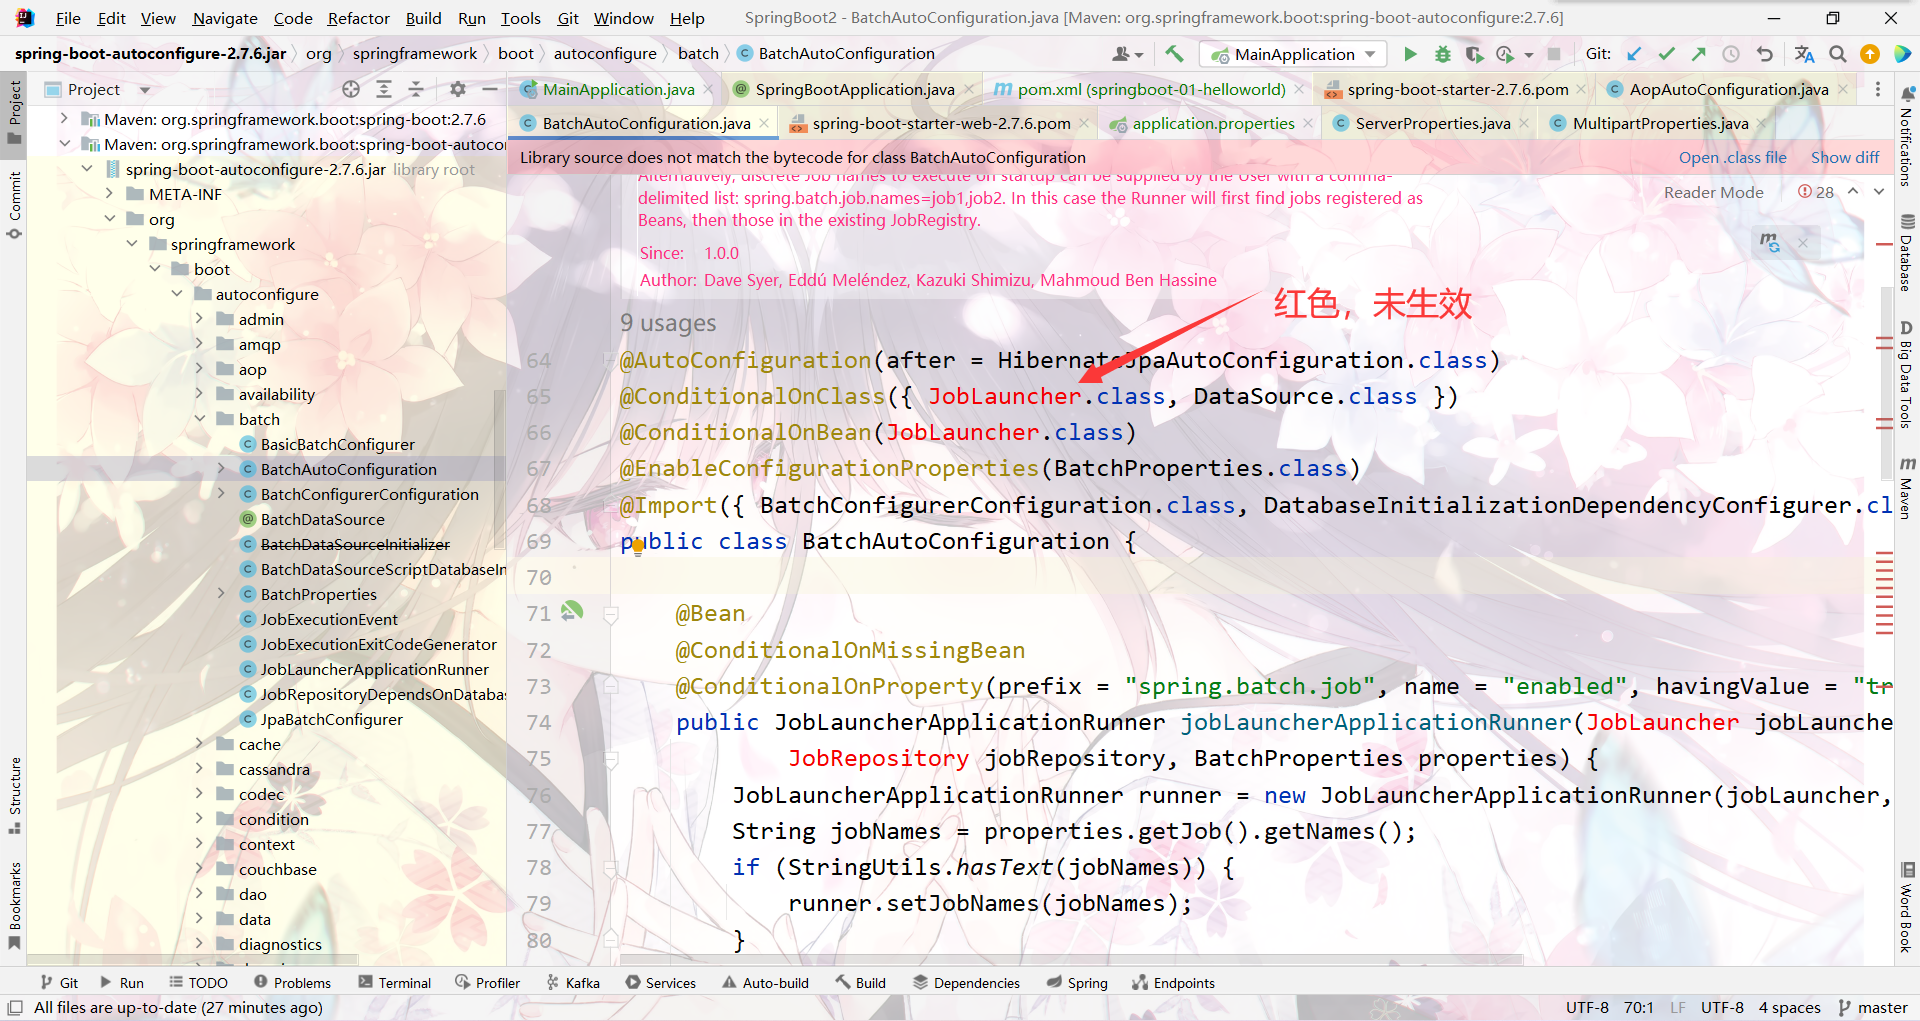 File Edit View Navigate Code Refactor Build Run Tools Git Window Help SpringBoot2 - BatchAutoConfiguration.java [Maven: org.springframework.boot:spring-boot-autoconfigure:2.7.6]
spring-boot-autoconfigure-2.7.6.jar org springframework boot autoconfigure batch BatchAutoConfiguration MainApplication Git:
Project
MainApplication.java SpringBootApplication.java pom.xml (springboot-01-helloworld) spring-boot-starter-2.7.6.pom AopAutoConfiguration.java
BatchAutoConfiguration.java spring-boot-starter-web-2.7.6.pom application.properties ServerProperties.java MultipartProperties.java
Library source does not match the bytecode for class BatchAutoConfiguration Open .class file Show diff
Reader Mode 28
Project
Commit
Structure
Bookmarks
Maven: org.springframework.boot:spring-boot:2.7.6
Maven: org.springframework.boot:spring-boot-autoco
spring-boot-autoconfigure-2.7.6.jar library root
META-INF
org
springframework
boot
autoconfigure
admin
amqp
aop
availability
batch
BasicBatchConfigurer
BatchAutoConfiguration
BatchConfigurerConfiguration
BatchDataSource
BatchDataSourceInitializer
BatchDataSourceScriptDatabaseIn
BatchProperties
JobExecutionEvent
JobExecutionExitCodeGenerator
JobLauncherApplicationRunner
JobRepositoryDependsOnDatabas
JpaBatchConfigurer
cache
cassandra
codec
condition
context
couchbase
dao
data
diagnostics
Alternatively, discrete Job names to execute on startup can be supplied by the User with a comma-
delimited list: spring.batch.job.names=job1,job2. In this case the Runner will first find jobs registered as
Beans, then those in the existing JobRegistry.
Since: 1.0.0
Author: Dave Syer, Eddú Meléndez, Kazuki Shimizu, Mahmoud Ben Hassine
红色，未生效
9 usages
64 @AutoConfiguration(after = HibernateJpaAutoConfiguration.class)
65 @ConditionalOnClass({ JobLauncher.class, DataSource.class })
66 @ConditionalOnBean(JobLauncher.class)
67 @EnableConfigurationProperties(BatchProperties.class)
68 @Import({ BatchConfigurerConfiguration.class, DatabaseInitializationDependencyConfigurer.cl
69 public class BatchAutoConfiguration {
70
71 @Bean
72 @ConditionalOnMissingBean
73 @ConditionalOnProperty(prefix = "spring.batch.job", name = "enabled", havingValue = "tr
74 public JobLauncherApplicationRunner jobLauncherApplicationRunner(JobLauncher jobLaunche
75 JobRepository jobRepository, BatchProperties properties) {
76 JobLauncherApplicationRunner runner = new JobLauncherApplicationRunner(jobLauncher,
77 String jobNames = properties.getJob().getNames();
78 if (StringUtils.hasText(jobNames)) {
79 runner.setJobNames(jobNames);
80 }
Notifications
Database
Big Data Tools
Maven
Word Book
Git Run TODO Problems Terminal Profiler Kafka Services Auto-build Build Dependencies Spring Endpoints
All files are up-to-date (27 minutes ago) UTF-8 70:1 LF UTF-8 4 spaces master